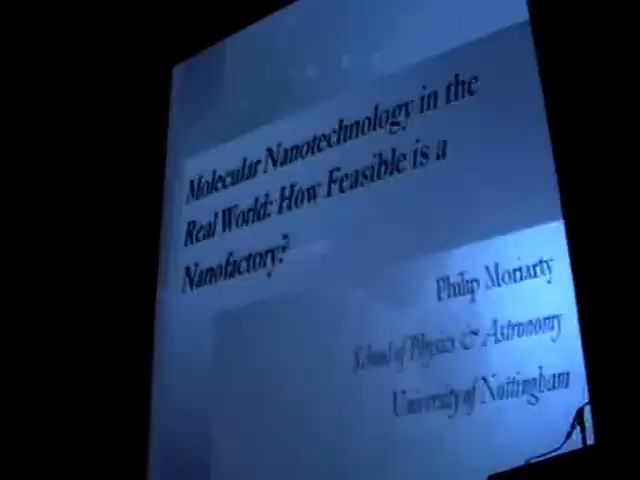 Molecular Nanotechnology in the
Real World: How Feasible is a
Nanofactory?
Philip Moriarty
School of Physics & Astronomy
University of Nottingham